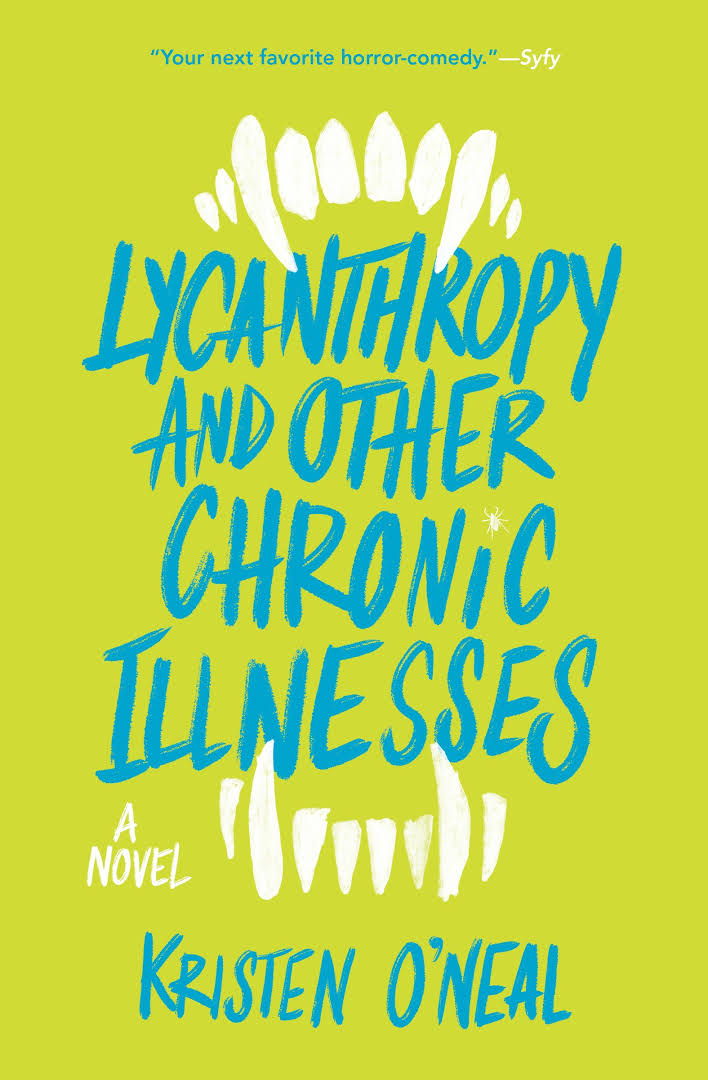 “Your next favorite horror-comedy.”—Syfy
LYCANTHROPY
AND OTHER
CHRONiC
ILLNESSES
A
NOVEL
KRISTEN O’NEAL